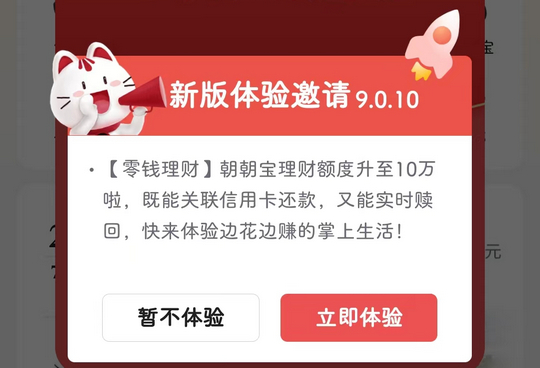 新版体验邀请 9.0.10
宝
• 【零钱理财】朝朝宝理财额度升至10万
啦，既能关联信用卡还款，又能实时赎
回，快来体验边花边赚的掌上生活！
元
暂不体验 立即体验